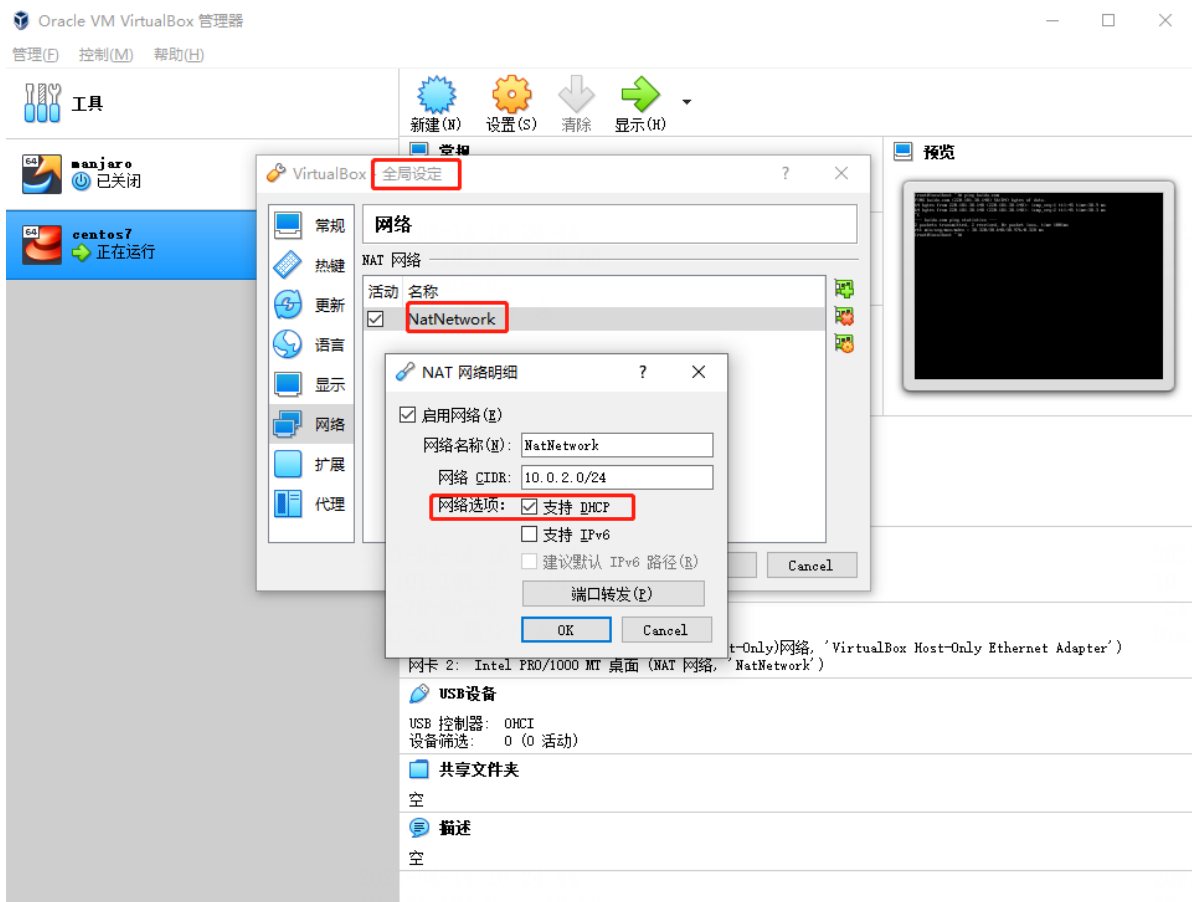 Oracle VM VirtualBox 管理器
管理(F) 控制(M) 帮助(H)
工具
新建(N) 设置(S) 清除 显示(H)
manjaro
已关闭
centos7
正在运行
常规
预览
VirtualBox - 全局设定 ?
常规
热键
更新
语言
显示
网络
扩展
代理
网络
NAT 网络
活动 名称
NatNetwork
Cancel
NAT 网络明细 ?
启用网络(E)
网络名称(N): NatNetwork
网络 CIDR: 10.0.2.0/24
网络选项: 支持 DHCP
支持 IPv6
建议默认 IPv6 路径(R)
端口转发(P)
OK Cancel
t-Only)网络, 'VirtualBox Host-Only Ethernet Adapter')
网卡 2: Intel PRO/1000 MT 桌面 (NAT 网络, 'NatNetwork')
USB设备
USB 控制器: OHCI
设备筛选: 0 (0 活动)
共享文件夹
空
描述
空